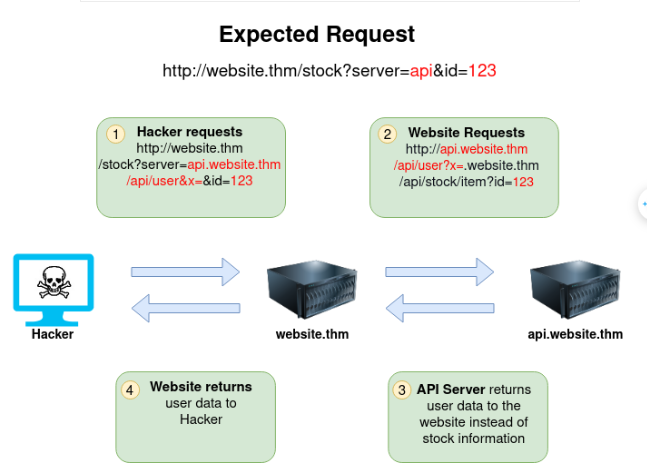 Expected Request
http://website.thm/stock?server=api&id=123
1
Hacker requests
http://website.thm
/stock?server=api.website.thm
/api/user&x=&id=123
2
Website Requests
http://api.website.thm
/api/user?x=.website.thm
/api/stock/item?id=123
Hacker
website.thm
api.website.thm
4
Website returns
user data to
Hacker
3
API Server returns
user data to the
website instead of
stock information